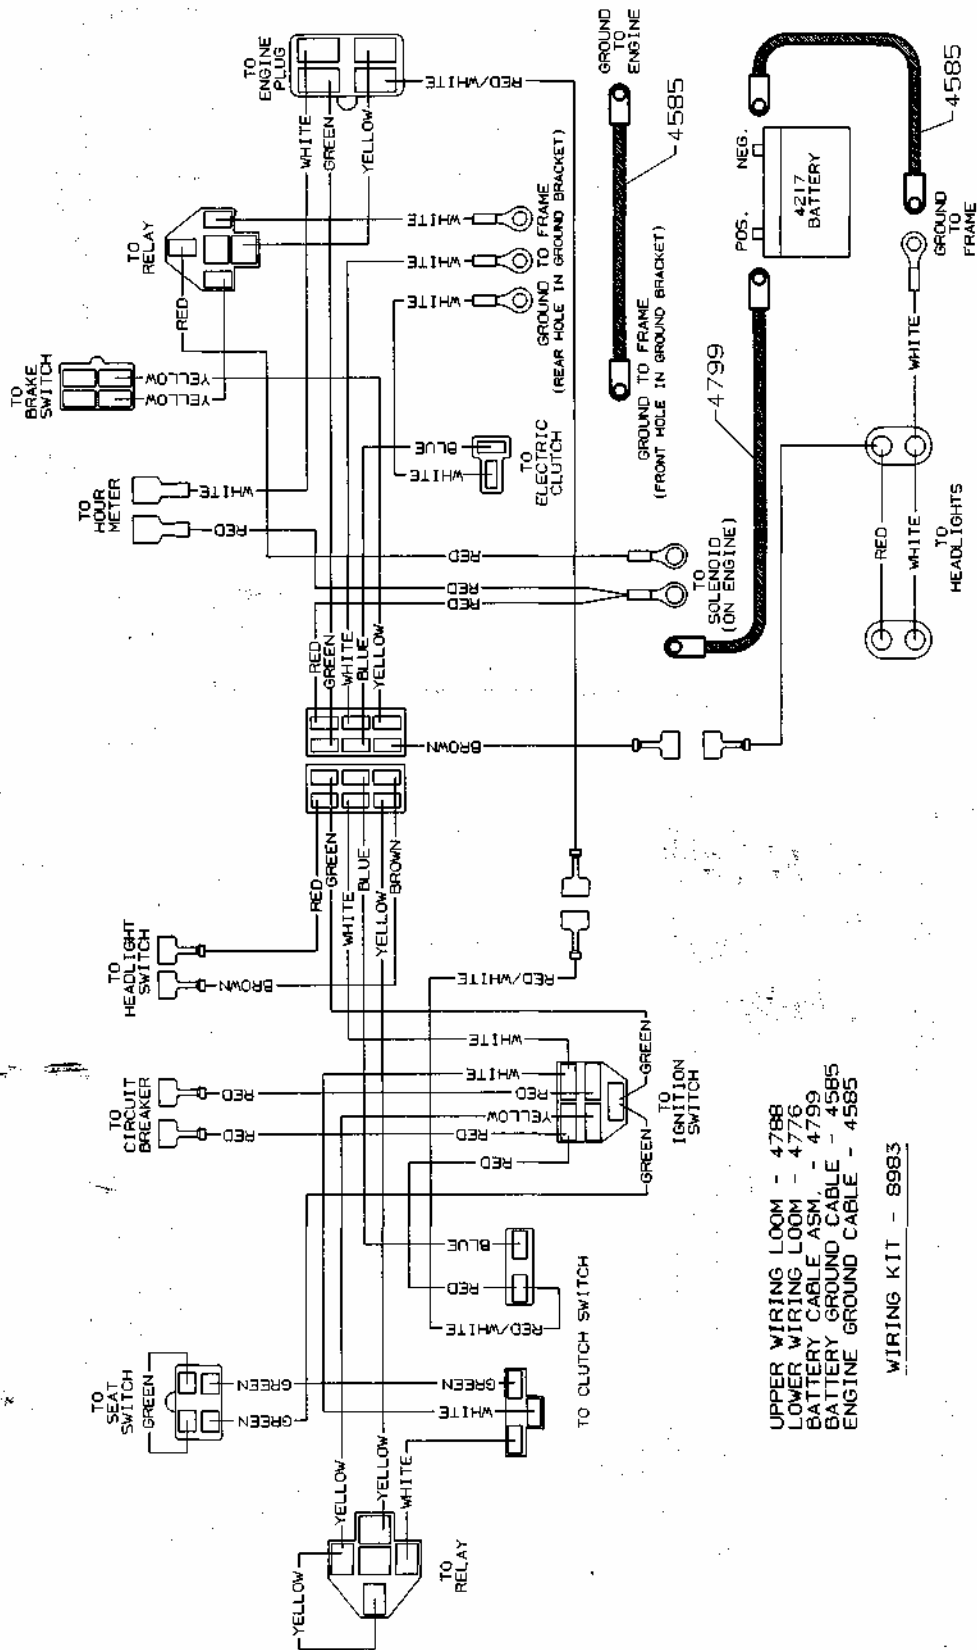 TO
ENGINE
PLUG
WHITE
GREEN
YELLOW
RED/WHITE
TO
RELAY
RED
WHITE
WHITE
WHITE
GROUND TO FRAME
(REAR HOLE IN GROUND BRACKET)
GROUND
TO
ENGINE
4585
GROUND TO FRAME
(FRONT HOLE IN GROUND BRACKET)
POS.
NEG.
4217
BATTERY
4585
GROUND
TO
FRAME
WHITE
4799
TO
BRAKE
SWITCH
YELLOW
YELLOW
TO
HOUR
METER
WHITE
RED
BLUE
WHITE
TO
ELECTRIC
CLUTCH
RED
RED
RED
TO
SOLENOID
(ON ENGINE)
RED
WHITE
TO
HEADLIGHTS
RED
GREEN
WHITE
BLUE
YELLOW
BROWN
RED
GREEN
WHITE
BLUE
YELLOW
BROWN
TO
HEADLIGHT
SWITCH
BROWN
RED/WHITE
TO
CIRCUIT
BREAKER
RED
RED
WHITE
WHITE
RED
YELLOW
RED
RED
GREEN
GREEN
TO
IGNITION
SWITCH
BLUE
RED
RED/WHITE
TO CLUTCH SWITCH
TO
SEAT
SWITCH
GREEN
GREEN
GREEN
GREEN
WHITE
YELLOW
YELLOW
WHITE
YELLOW
TO
RELAY
UPPER WIRING LOOM - 4788
LOWER WIRING LOOM - 4776
BATTERY CABLE ASM. - 4799
BATTERY GROUND CABLE - 4585
ENGINE GROUND CABLE - 4585
WIRING KIT - 8983